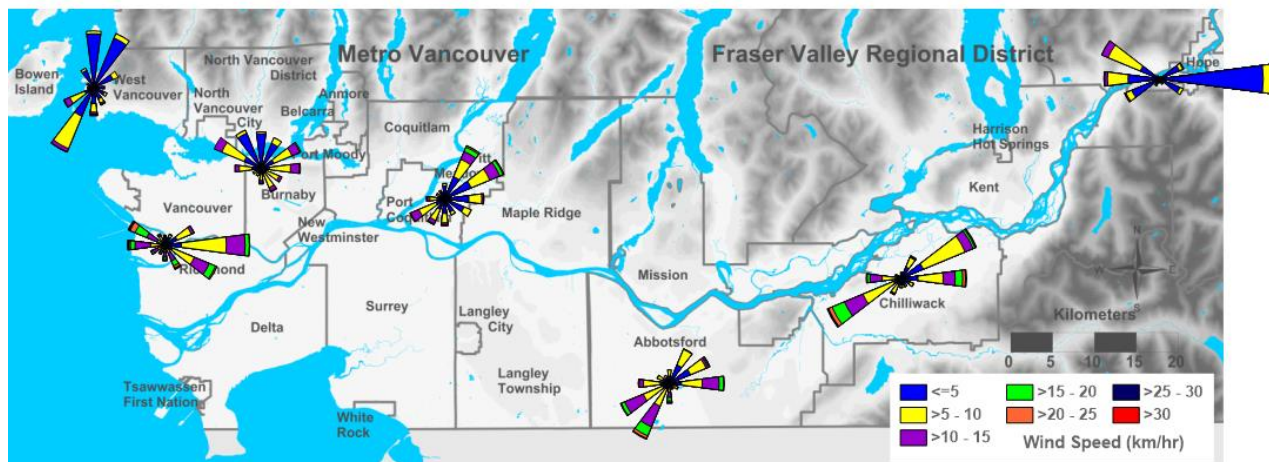 Metro Vancouver
Fraser Valley Regional District
Bowen
Island
West
Vancouver
North Vancouver
District
North
Vancouver
City
Anmore
Belcarra
Port Moody
Coquitlam
Hope
Harrison
Hot Springs
Kent
Vancouver
Burnaby
New
Westminster
Port
Maple Ridge
Mission
Richmond
Delta
Surrey
Langley
City
Langley
Township
Abbotsford
Chilliwack
Tsawwassen
First Nation
White
Rock
N
W
E
S
Kilometers
0 5 10 15 20
<=5
>5 - 10
>10 - 15
>15 - 20
>20 - 25
>25 - 30
>30
Wind Speed (km/hr)